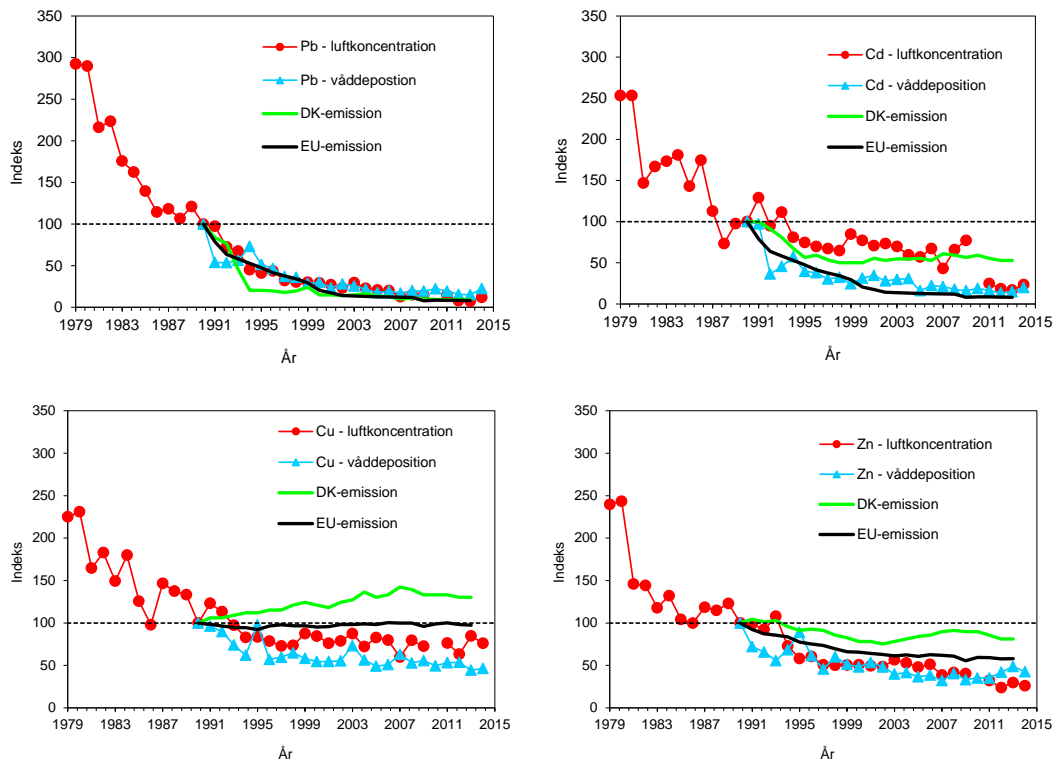 350
300
250
200
150
100
50
0
Indeks
1979 1983 1987 1991 1995 1999 2003 2007 2011 2015
År
Pb - luftkoncentration
Pb - våddepostion
DK-emission
EU-emission
350
300
250
200
150
100
50
0
Indeks
1979 1983 1987 1991 1995 1999 2003 2007 2011 2015
År
Cd - luftkoncentration
Cd - våddeposition
DK-emission
EU-emission
350
300
250
200
150
100
50
0
Indeks
1979 1983 1987 1991 1995 1999 2003 2007 2011 2015
År
Cu - luftkoncentration
Cu - våddeposition
DK-emission
EU-emission
350
300
250
200
150
100
50
0
Indeks
1979 1983 1987 1991 1995 1999 2003 2007 2011 2015
År
Zn - luftkoncentration
Zn - våddeposition
DK-emission
EU-emission